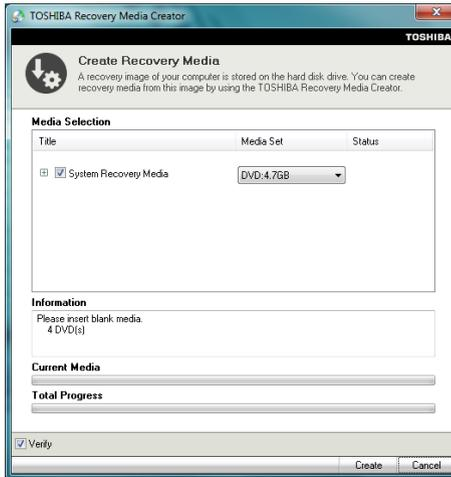 TOSHIBA Recovery Media Creator
TOSHIBA
Create Recovery Media
A recovery image of your computer is stored on the hard disk drive. You can create
recovery media from this image by using the TOSHIBA Recovery Media Creator.
Media Selection
Title Media Set Status
System Recovery Media DVD:4.7GB
Information
Please insert blank media.
4 DVD(s)
Current Media
Total Progress
Verify
Create Cancel